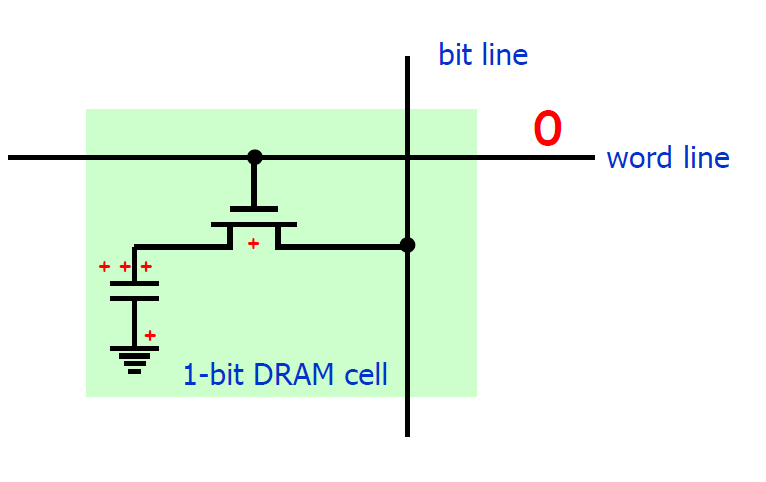 bit line
0
word line
+
+ + +
+
1-bit DRAM cell